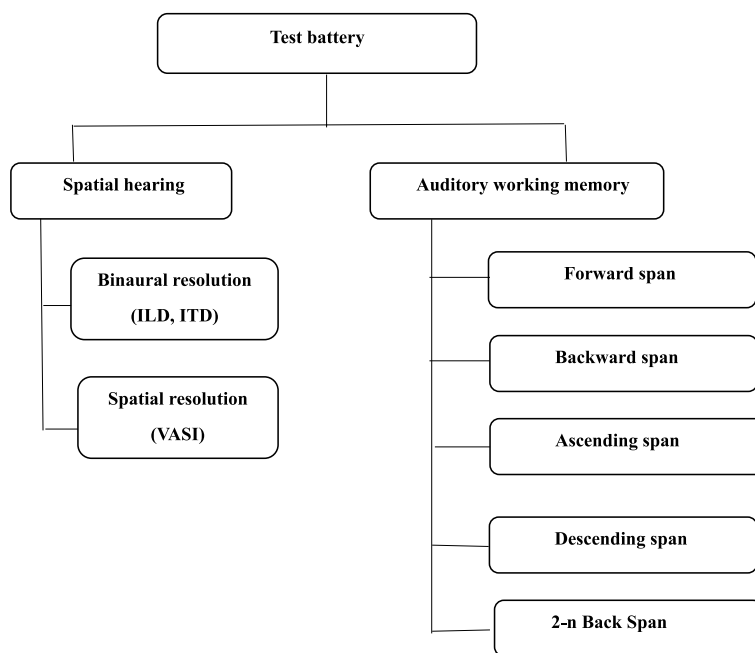 Test battery
Spatial hearing
Binaural resolution
(ILD, ITD)
Spatial resolution
(VASI)
Auditory working memory
Forward span
Backward span
Ascending span
Descending span
2-n Back Span